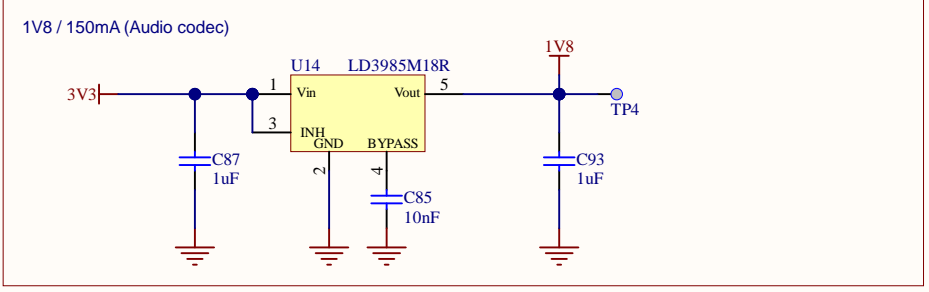 1V8 / 150mA (Audio codec)
1V8
U14 LD3985M18R
3V3 1 Vin Vout 5
TP4
3 INH
GND BYPASS
2 4
C87 C93
1uF 1uF
C85
10nF